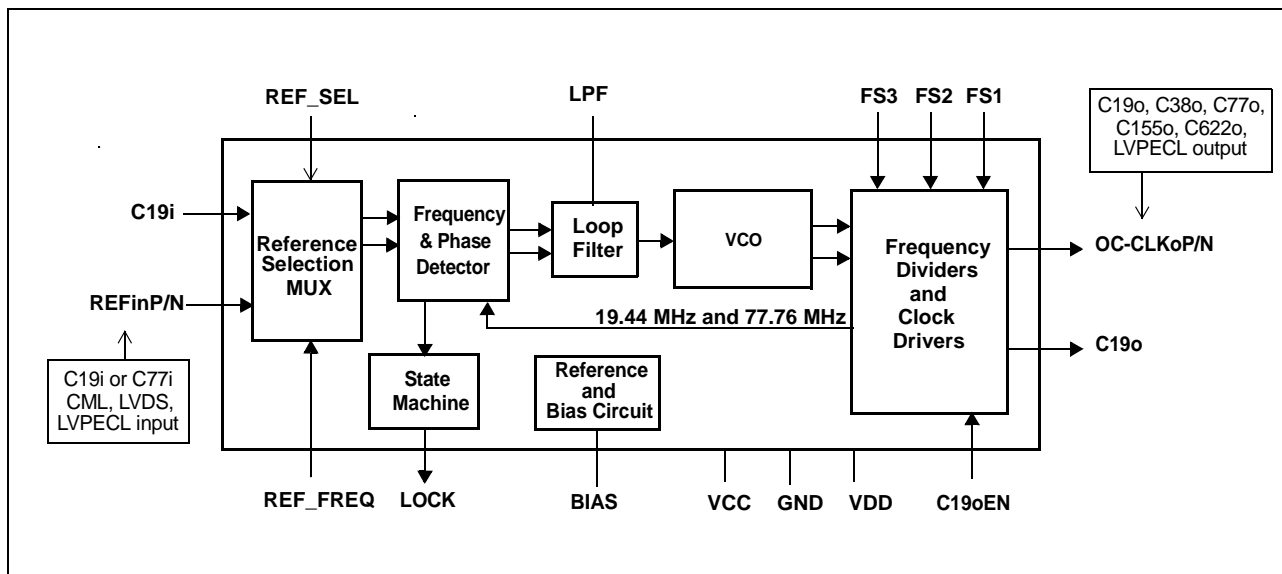 REF_SEL
LPF
FS3 FS2 FS1
C19o, C38o, C77o,
C155o, C622o,
LVPECL output
C19i
REFinP/N
C19i or C77i
CML, LVDS,
LVPECL input
Reference
Selection
MUX
Frequency
& Phase
Detector
Loop
Filter
VCO
Frequency
Dividers
and
Clock
Drivers
OC-CLKoP/N
C19o
19.44 MHz and 77.76 MHz
State
Machine
Reference
and
Bias Circuit
REF_FREQ
LOCK
BIAS
VCC
GND
VDD
C19oEN